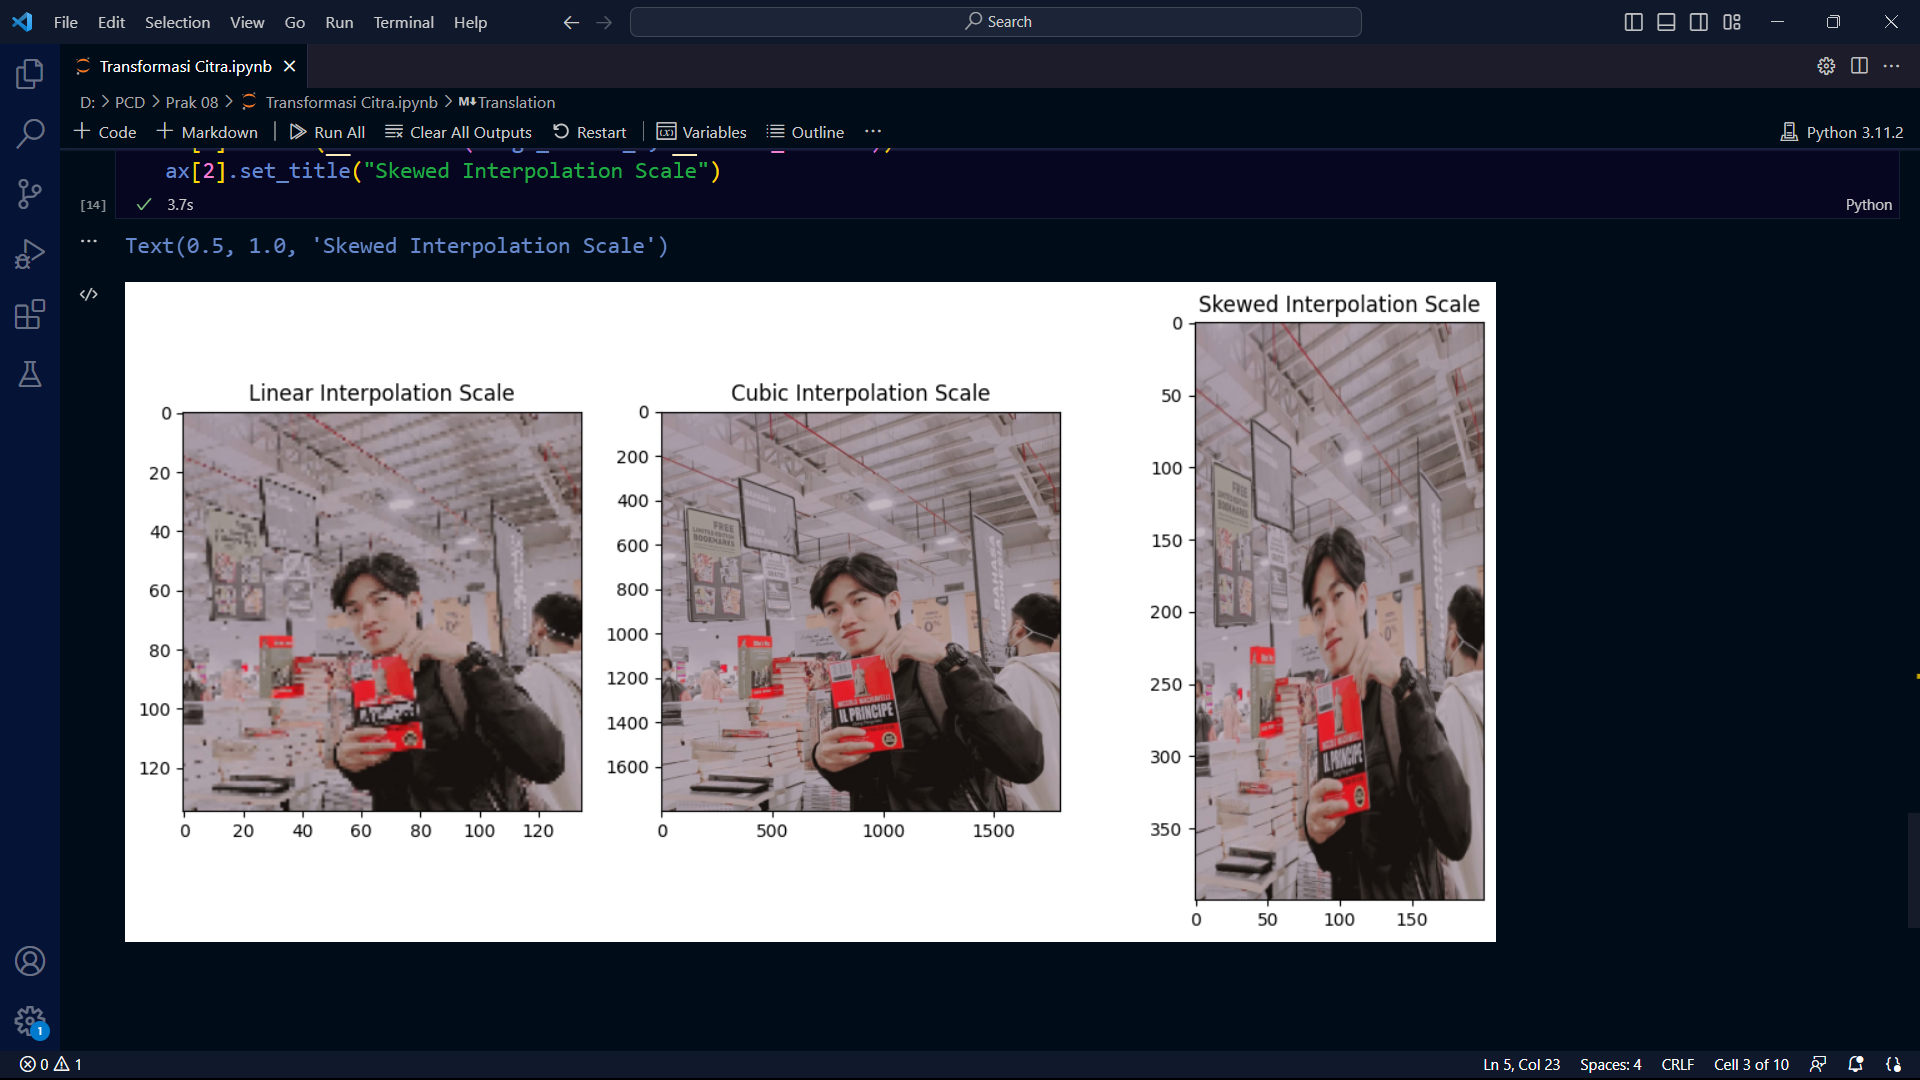 File Edit Selection View Go Run Terminal Help
Search
Transformasi Citra.ipynb
D: > PCD > Prak 08 > Transformasi Citra.ipynb > M↓Translation
+ Code + Markdown | Run All Clear All Outputs Restart | Variables Outline ...
Python 3.11.2
ax[2].set_title("Skewed Interpolation Scale")
[14] ✓ 3.7s
Python
Text(0.5, 1.0, 'Skewed Interpolation Scale')
Linear Interpolation Scale
0
20
40
60
80
100
120
0 20 40 60 80 100 120
Cubic Interpolation Scale
0
200
400
600
800
1000
1200
1400
1600
0 500 1000 1500
FREE
BOOKMARKS
IL PRINCIPE
Skewed Interpolation Scale
0
50
100
150
200
250
300
350
0 50 100 150
FREE
BOOKMARKS
IL PRINCIPE
1
0 1
Ln 5, Col 23 Spaces: 4 CRLF Cell 3 of 10